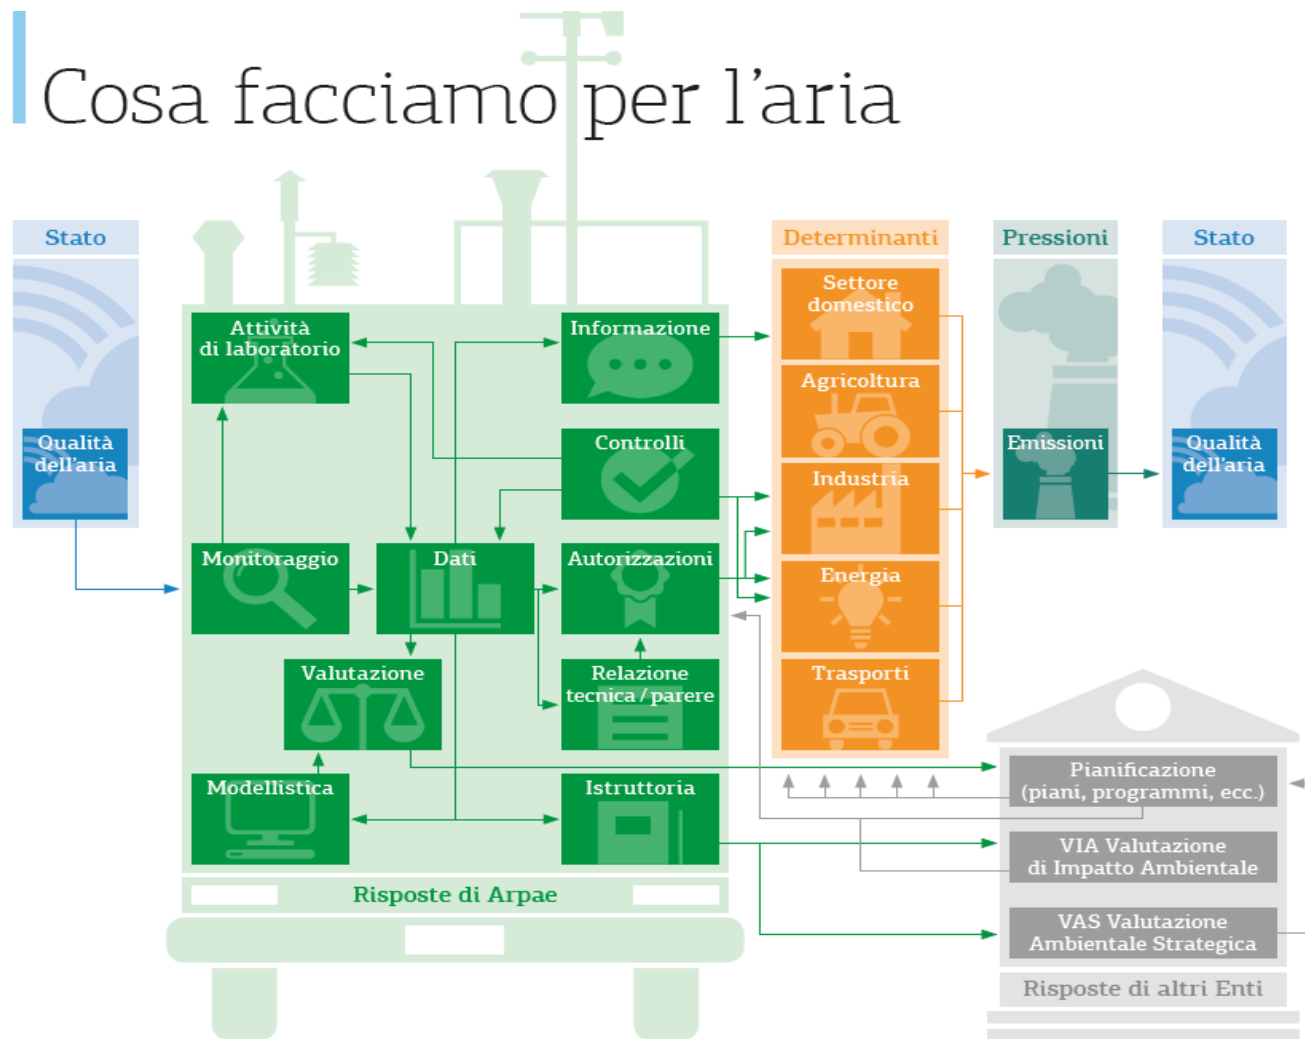 Cosa facciamo per l'aria
Stato
Qualità
dell'aria
Attività
di laboratorio
Informazione
Controlli
Monitoraggio
Dati
Autorizzazioni
Valutazione
Relazione
tecnica / parere
Modellistica
Istruttoria
Risposte di Arpae
Determinanti
Settore
domestico
Agricoltura
Industria
Energia
Trasporti
Pressioni
Emissioni
Stato
Qualità
dell'aria
Pianificazione
(piani, programmi, ecc.)
VIA Valutazione
di Impatto Ambientale
VAS Valutazione
Ambientale Strategica
Risposte di altri Enti